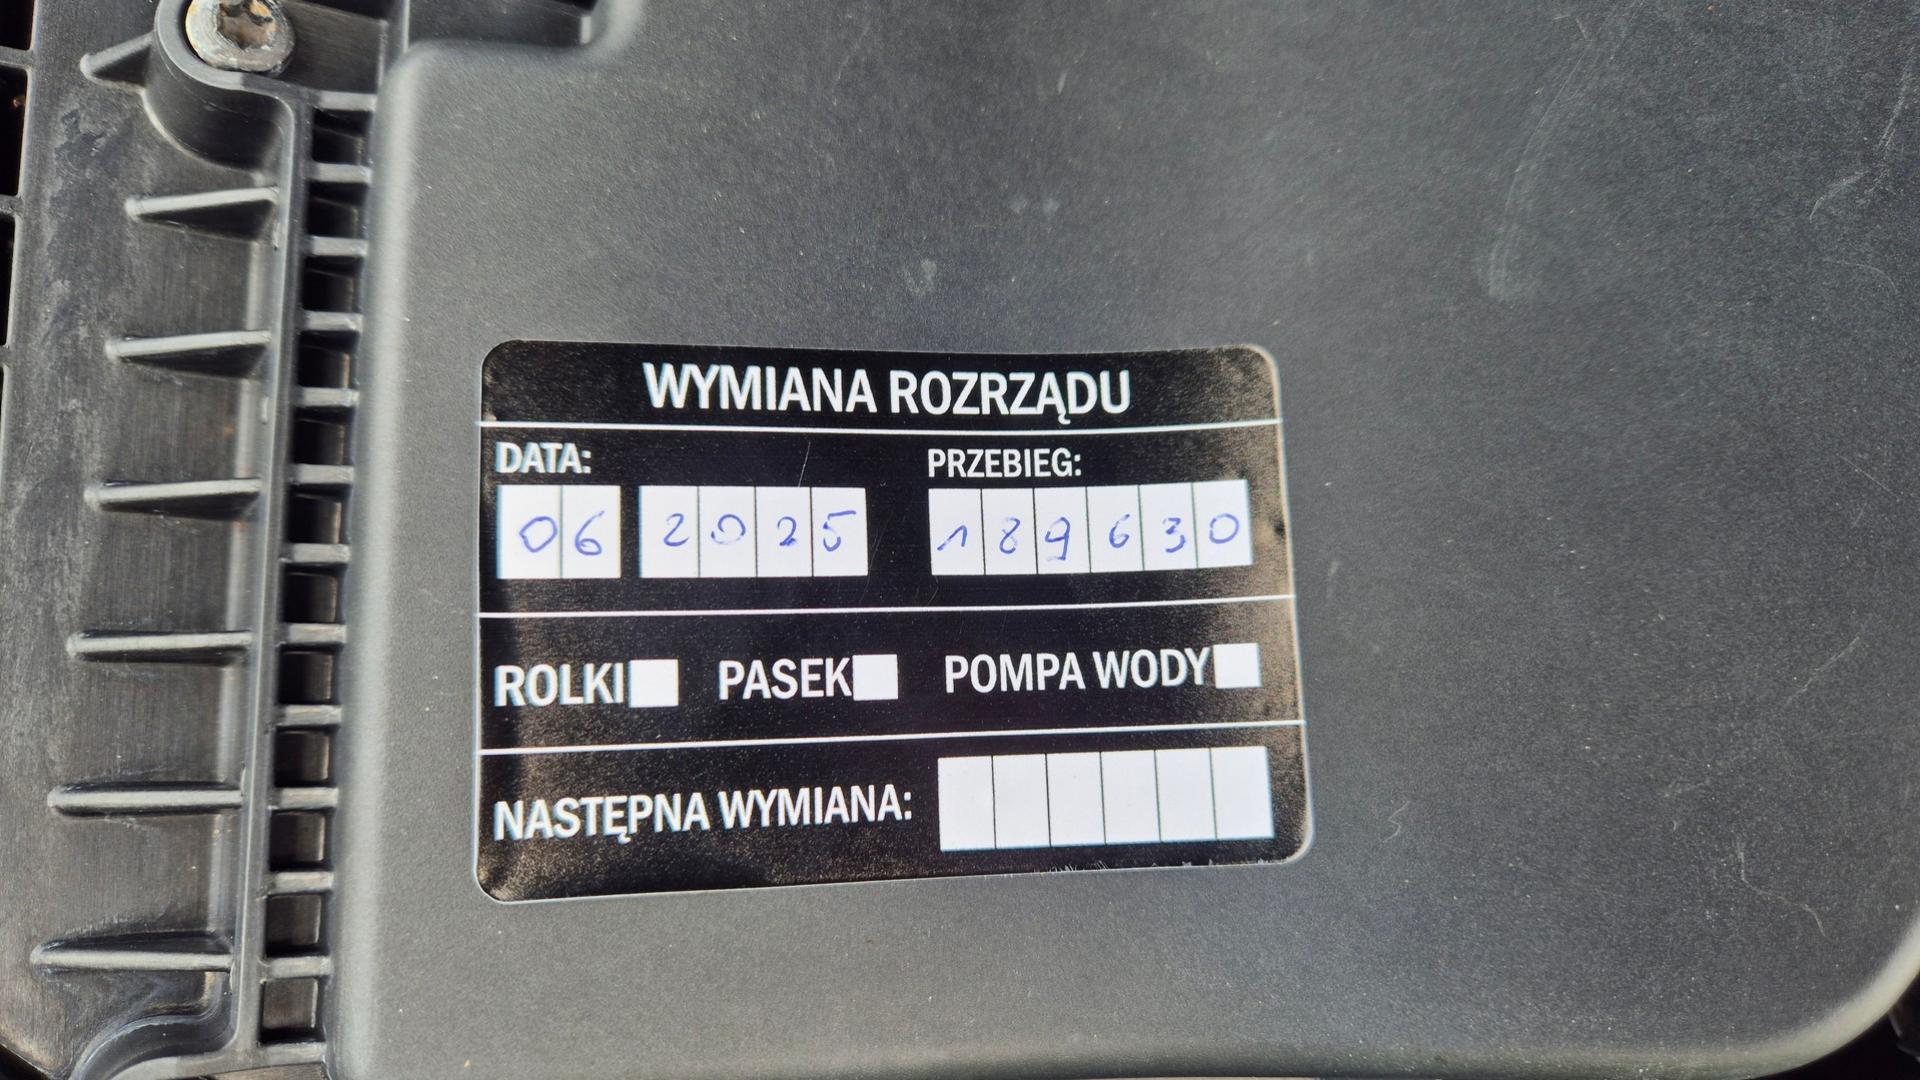 WYMIANA ROZRZĄDU
DATA: PRZEBIEG:
06 2025 189630
ROLKI PASEK POMPA WODY
NASTĘPNA WYMIANA: